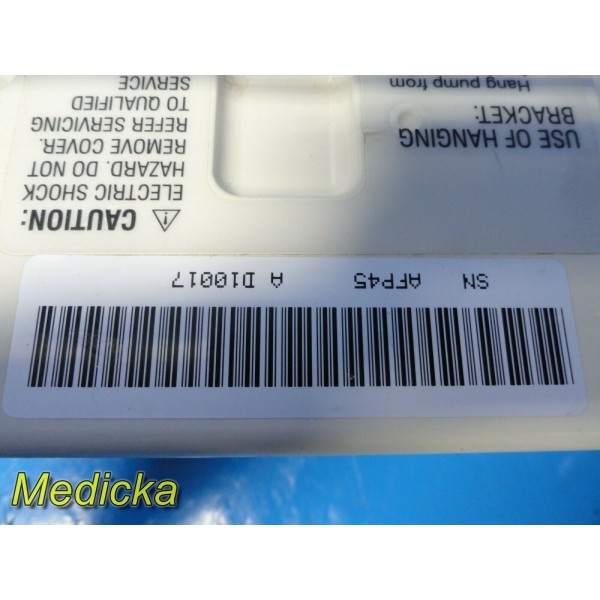 SN AFP45 A D10017
USE OF HANGING
BRACKET:
Hang pump from
⚠ CAUTION:
ELECTRIC SHOCK
HAZARD. DO NOT
REMOVE COVER.
REFER SERVICING
TO QUALIFIED
SERVICE
Medicka